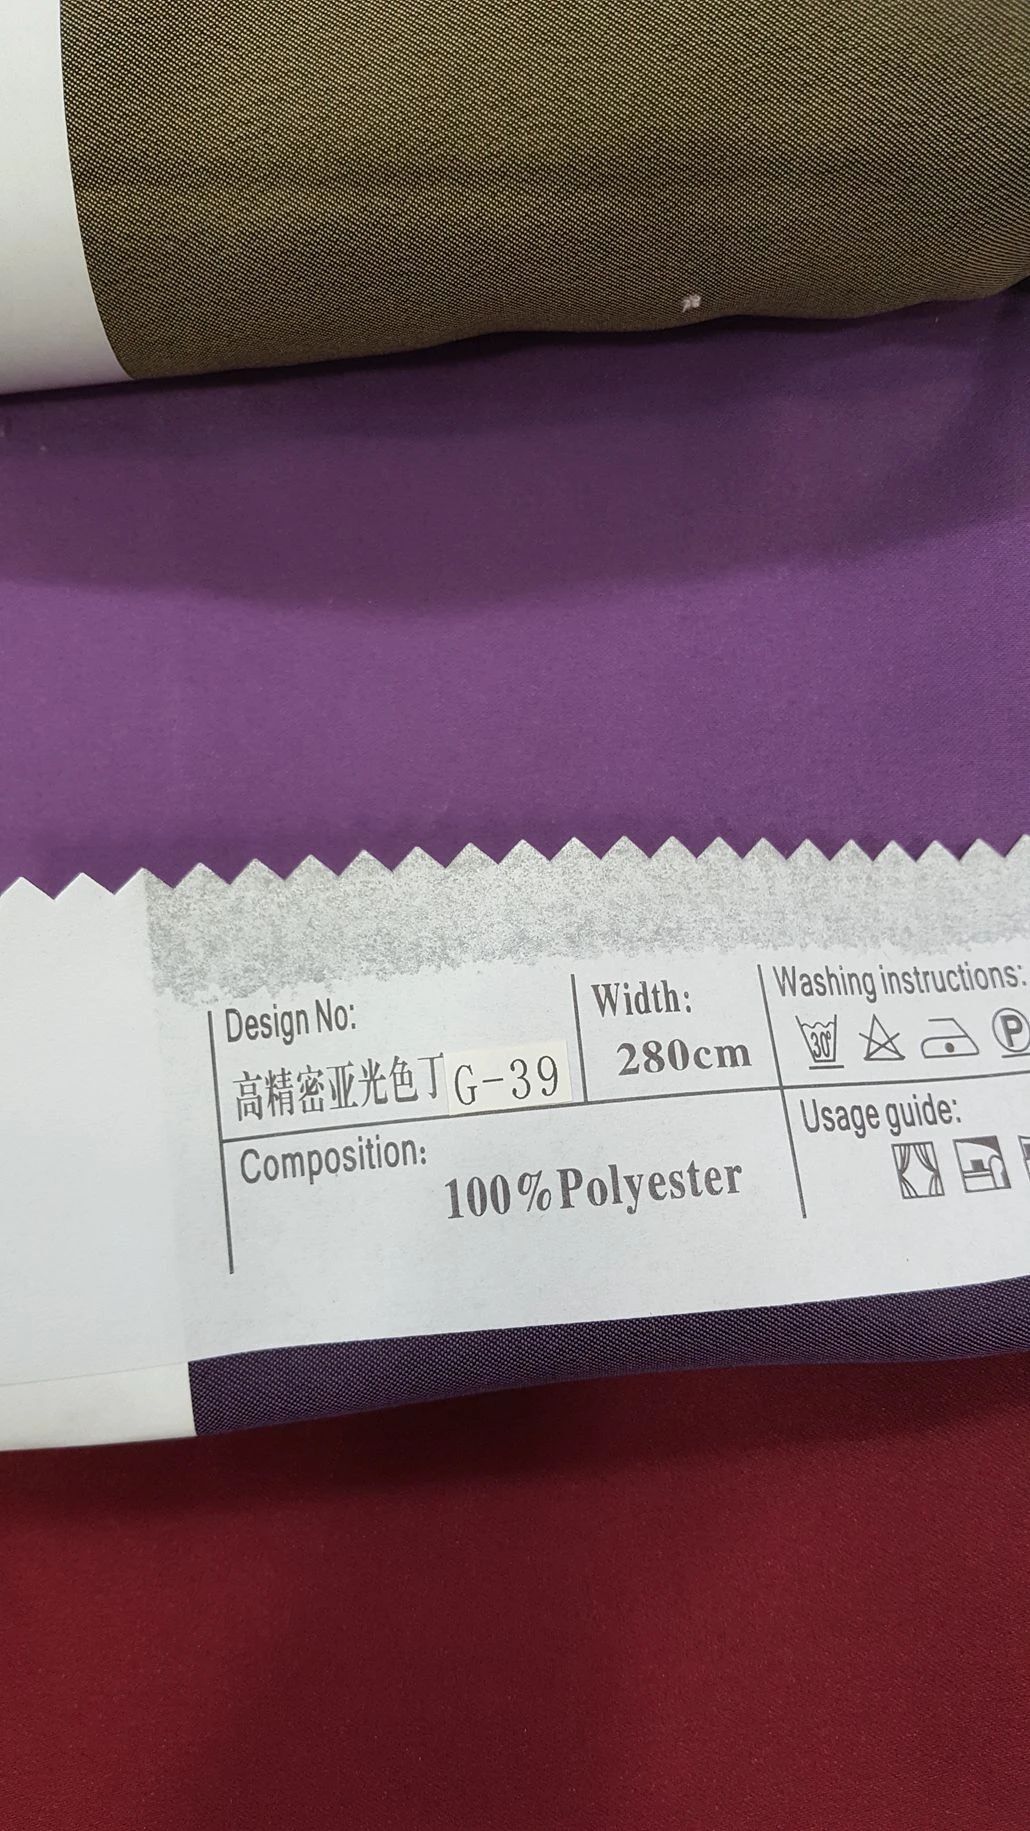 Design No:
高精密亚光色丁 G-39
Width:
280cm
Washing instructions:
30°
P
Composition:
100%Polyester
Usage guide: